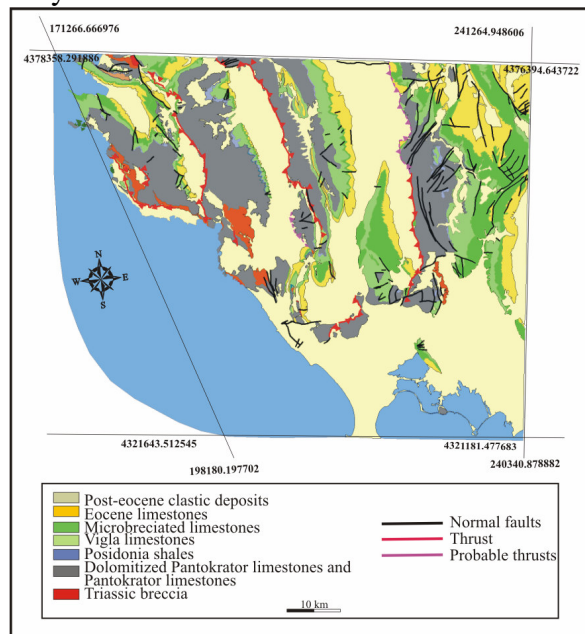 171266.666976
241264.948606
4378358.291886
4376394.643722
N
W E
S
4321643.512545
4321181.477683
198180.197702
240340.878882
Post-eocene clastic deposits
Eocene limestones
Microbreciated limestones
Vigla limestones
Posidonia shales
Dolomitized Pantokrator limestones and
Pantokrator limestones
Triassic breccia
Normal faults
Thrust
Probable thrusts
10 km